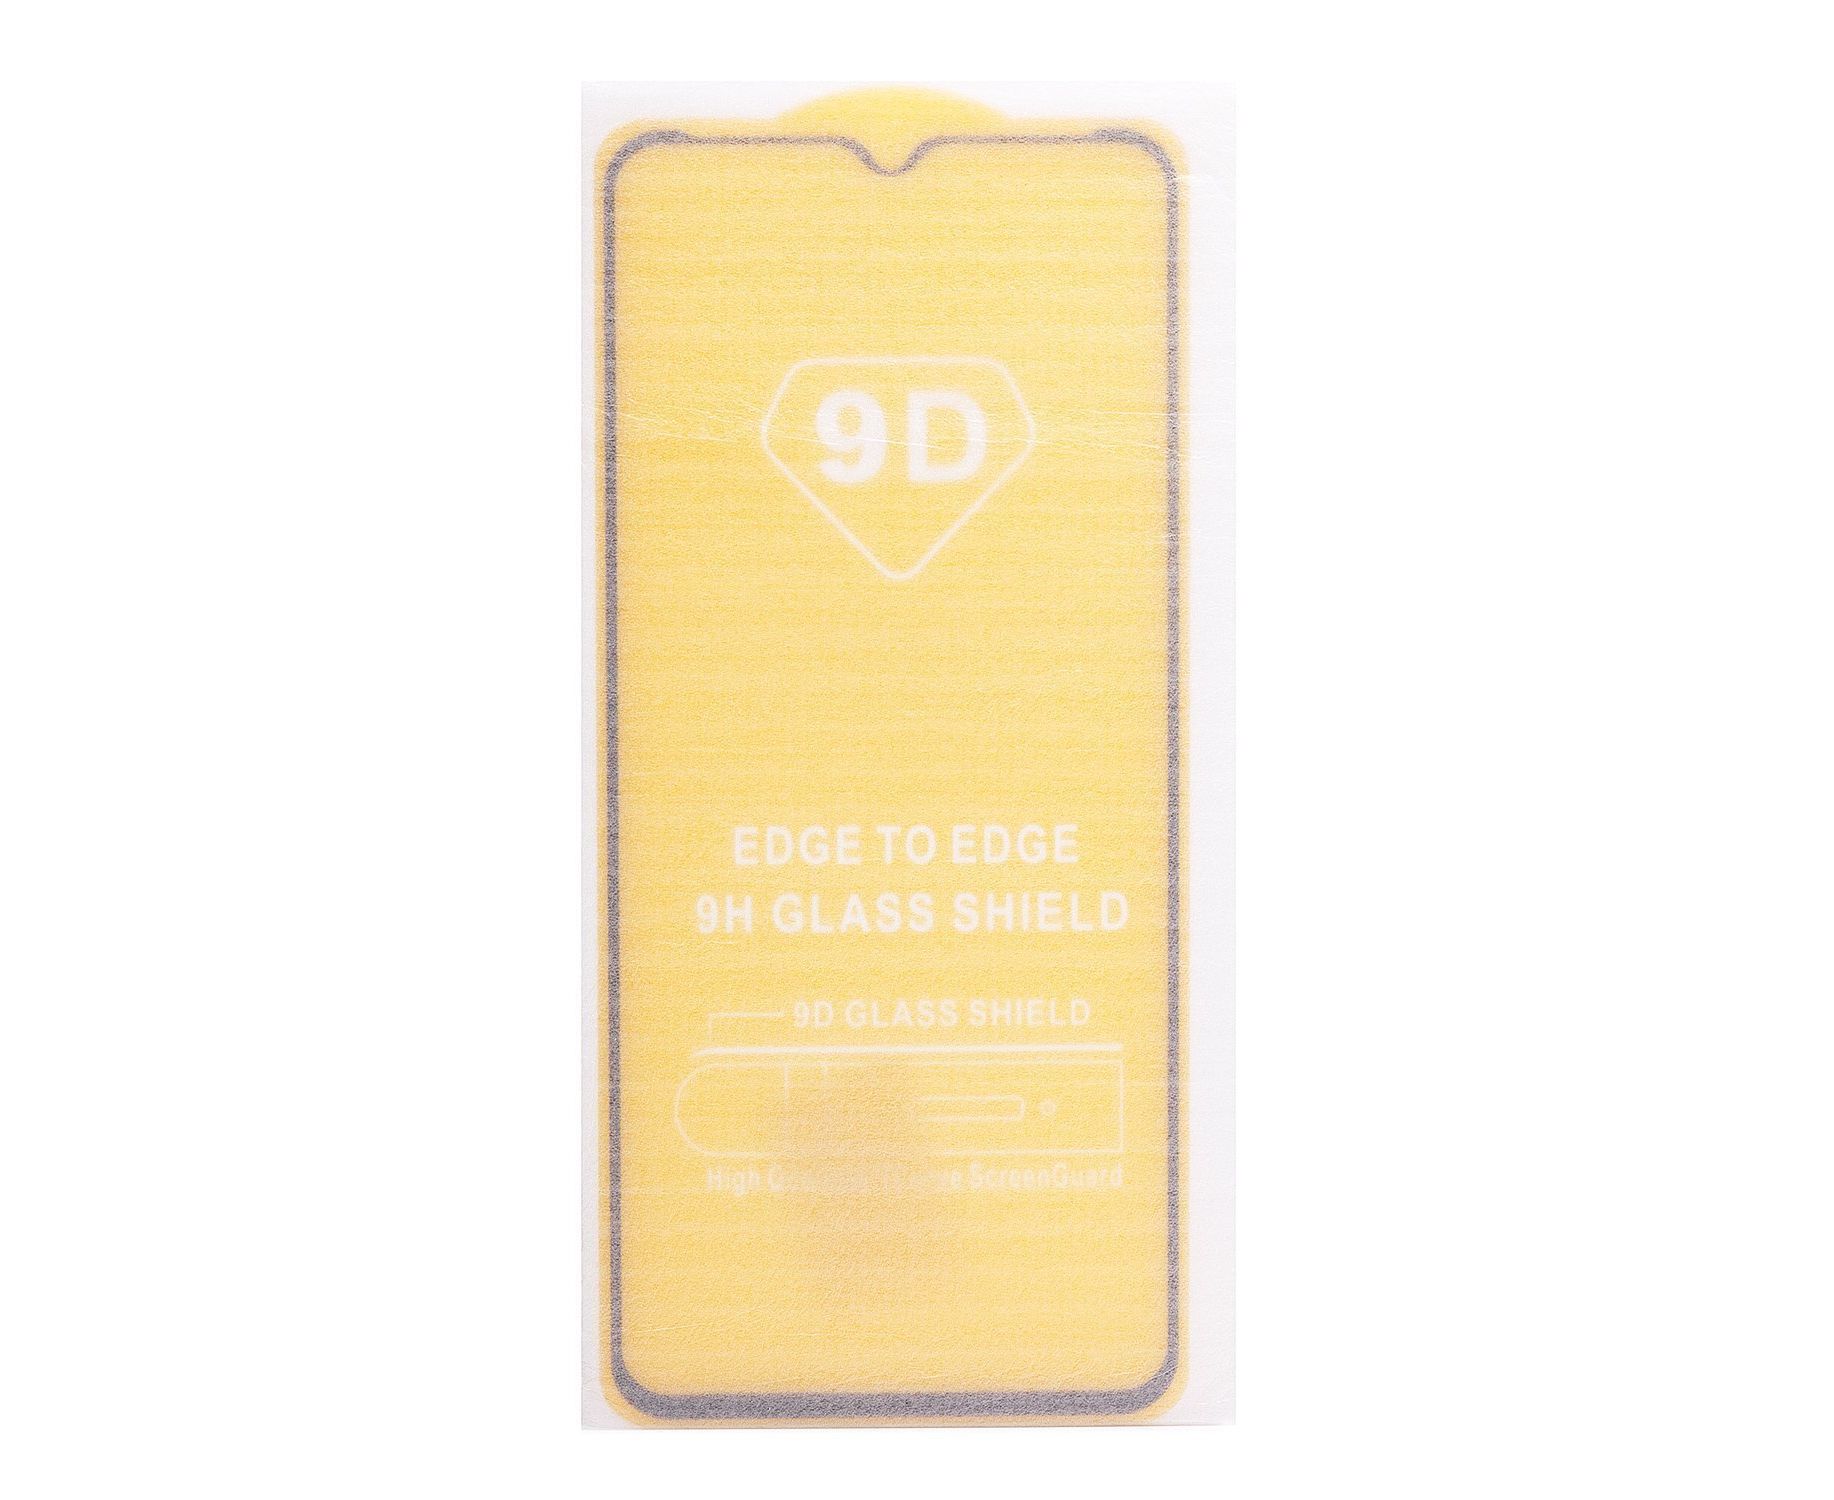 9D
EDGE TO EDGE
9H GLASS SHIELD
9D GLASS SHIELD
High ScreenGuard